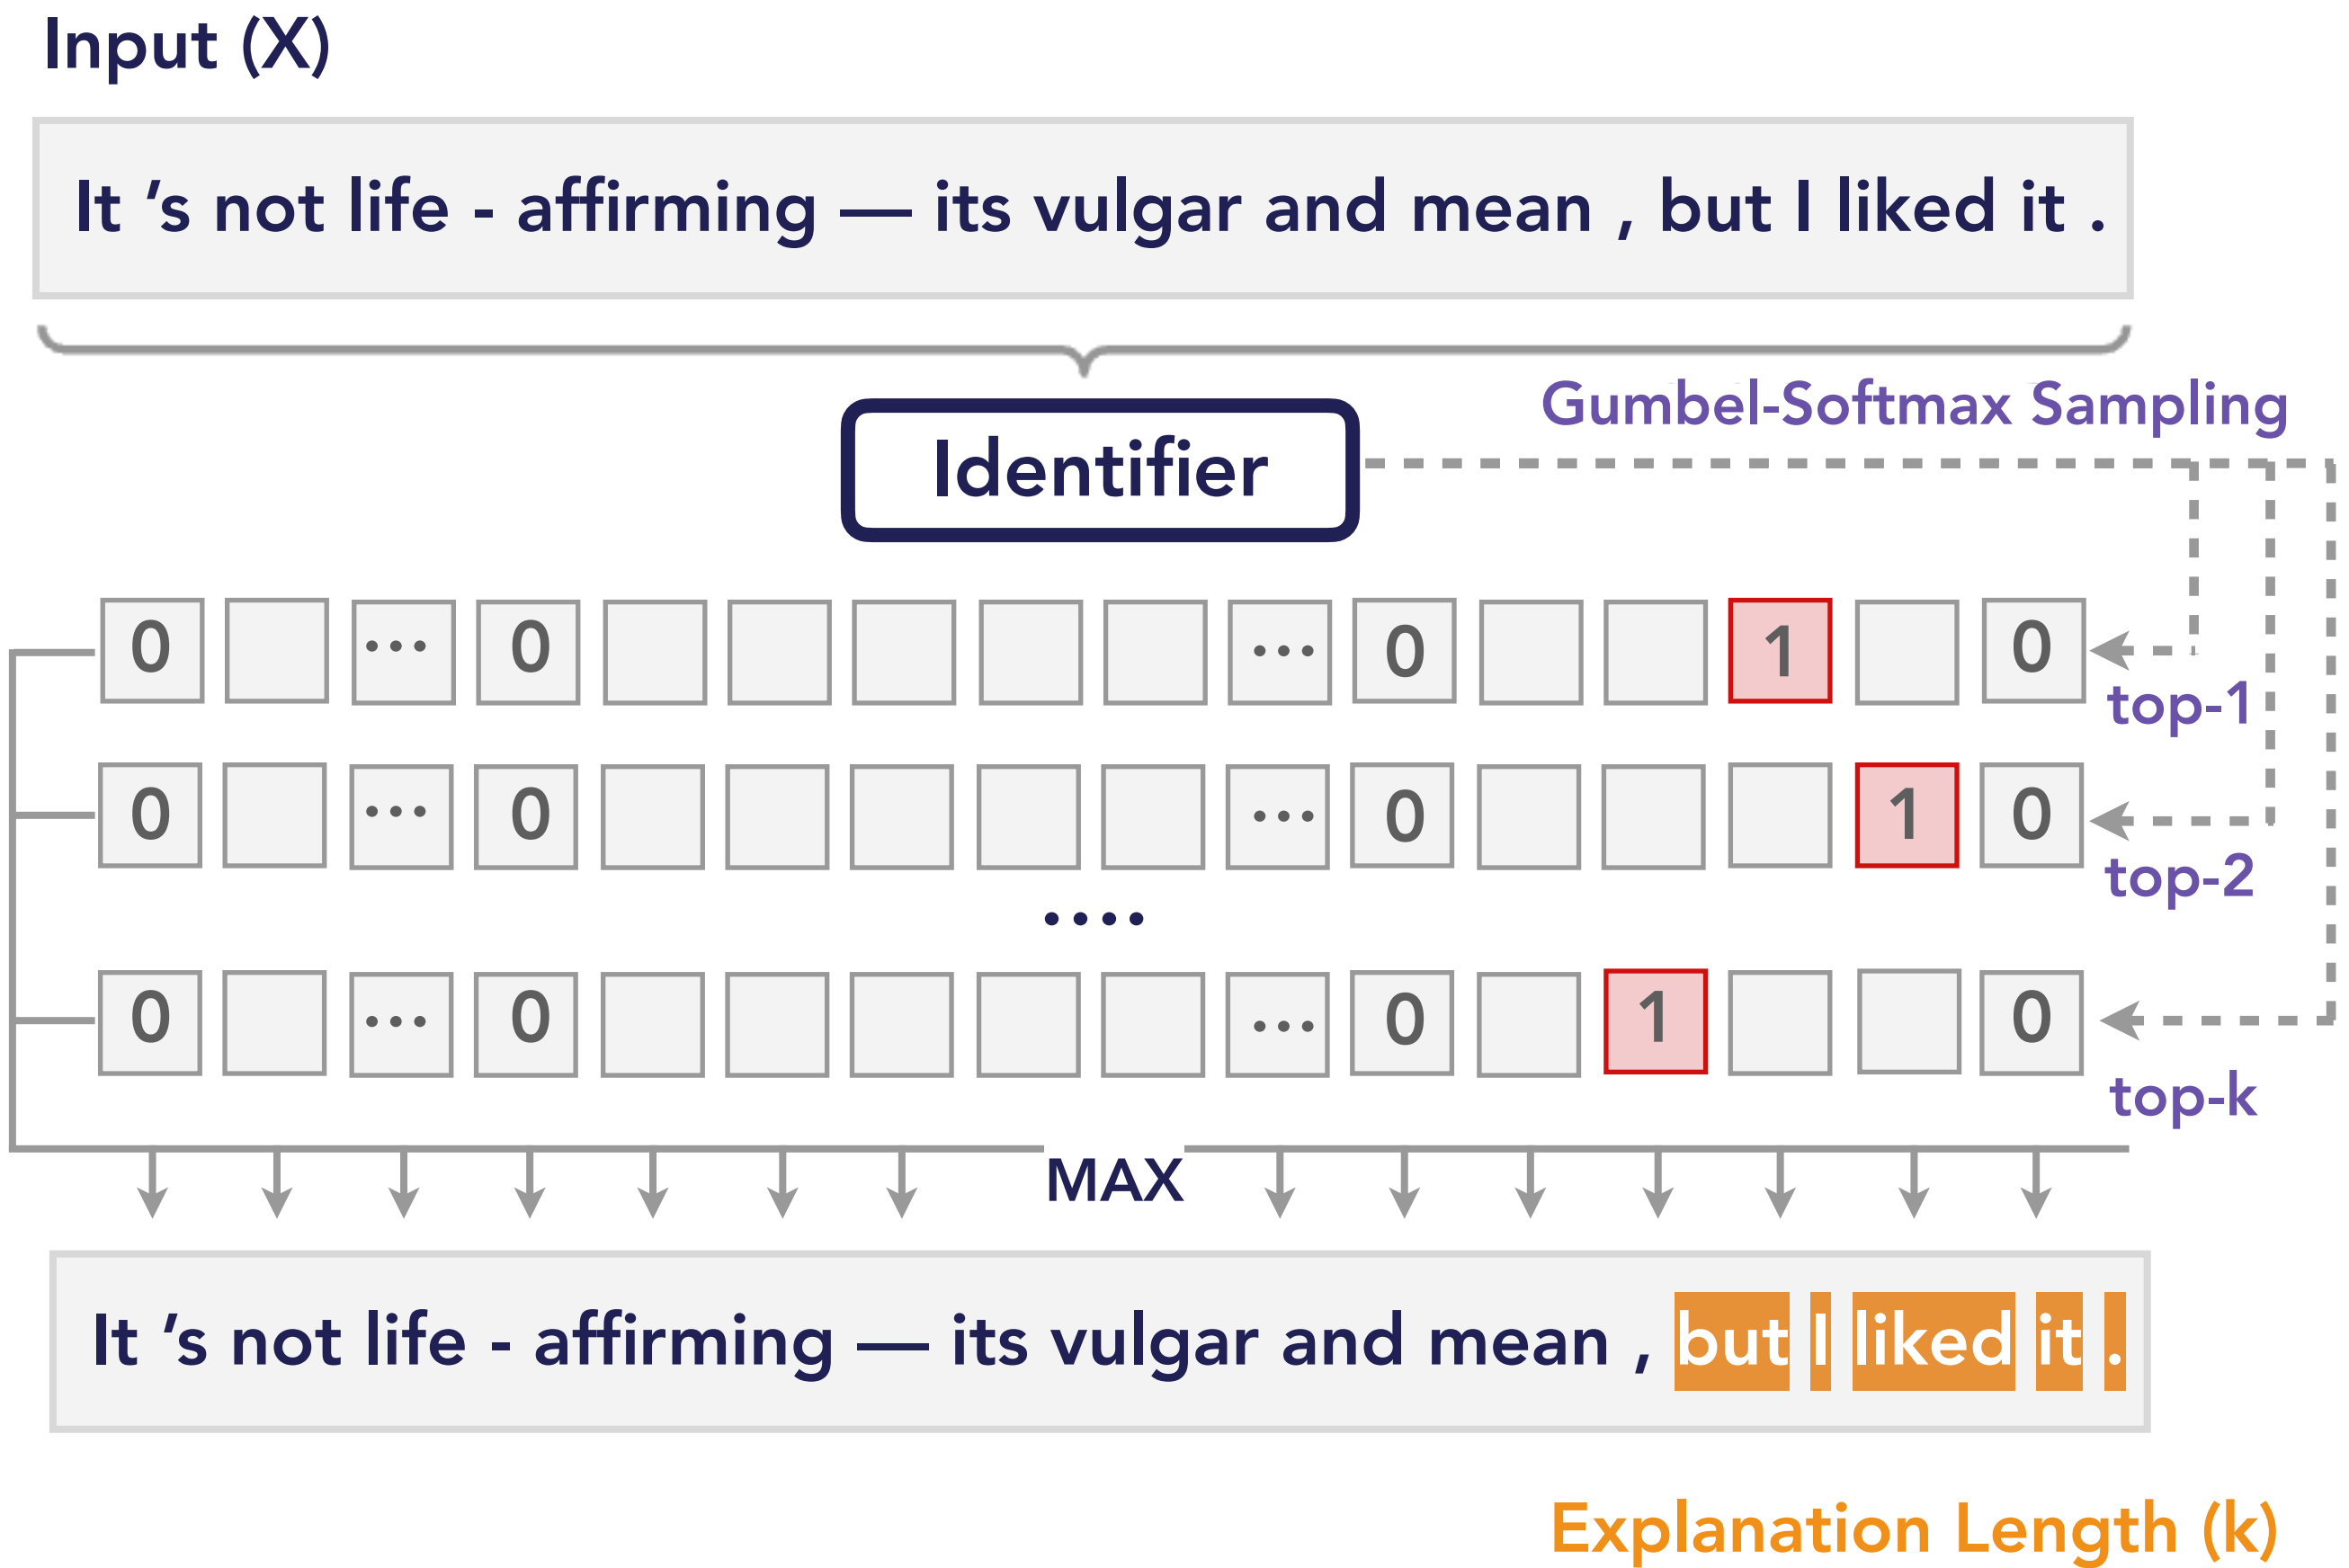 Input (X)
It ‘s not life - affirming — its vulgar and mean , but I liked it .
Gumbel-Softmax Sampling
Identifier
0 ... 0 ... 0 1 0
top-1
0 ... 0 ... 0 1 0
top-2
....
0 ... 0 ... 0 1 0
top-k
MAX
It ‘s not life - affirming — its vulgar and mean , but I liked it .
Explanation Length (k)